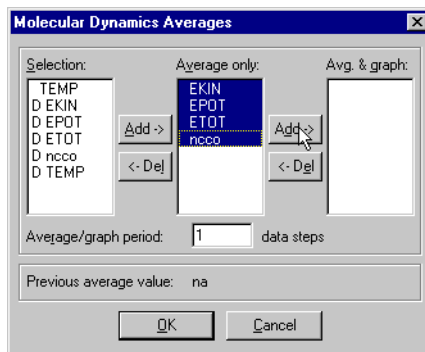 Molecular Dynamics Averages
Selection: Average only: Avg. & graph:
TEMP
D EKIN
D EPOT
D ETOT
D ncco
D TEMP
Add ->
<- Del
EKIN
EPOT
ETOT
ncco
Add ->
<- Del
Average/graph period: 1 data steps
Previous average value: na
OK Cancel